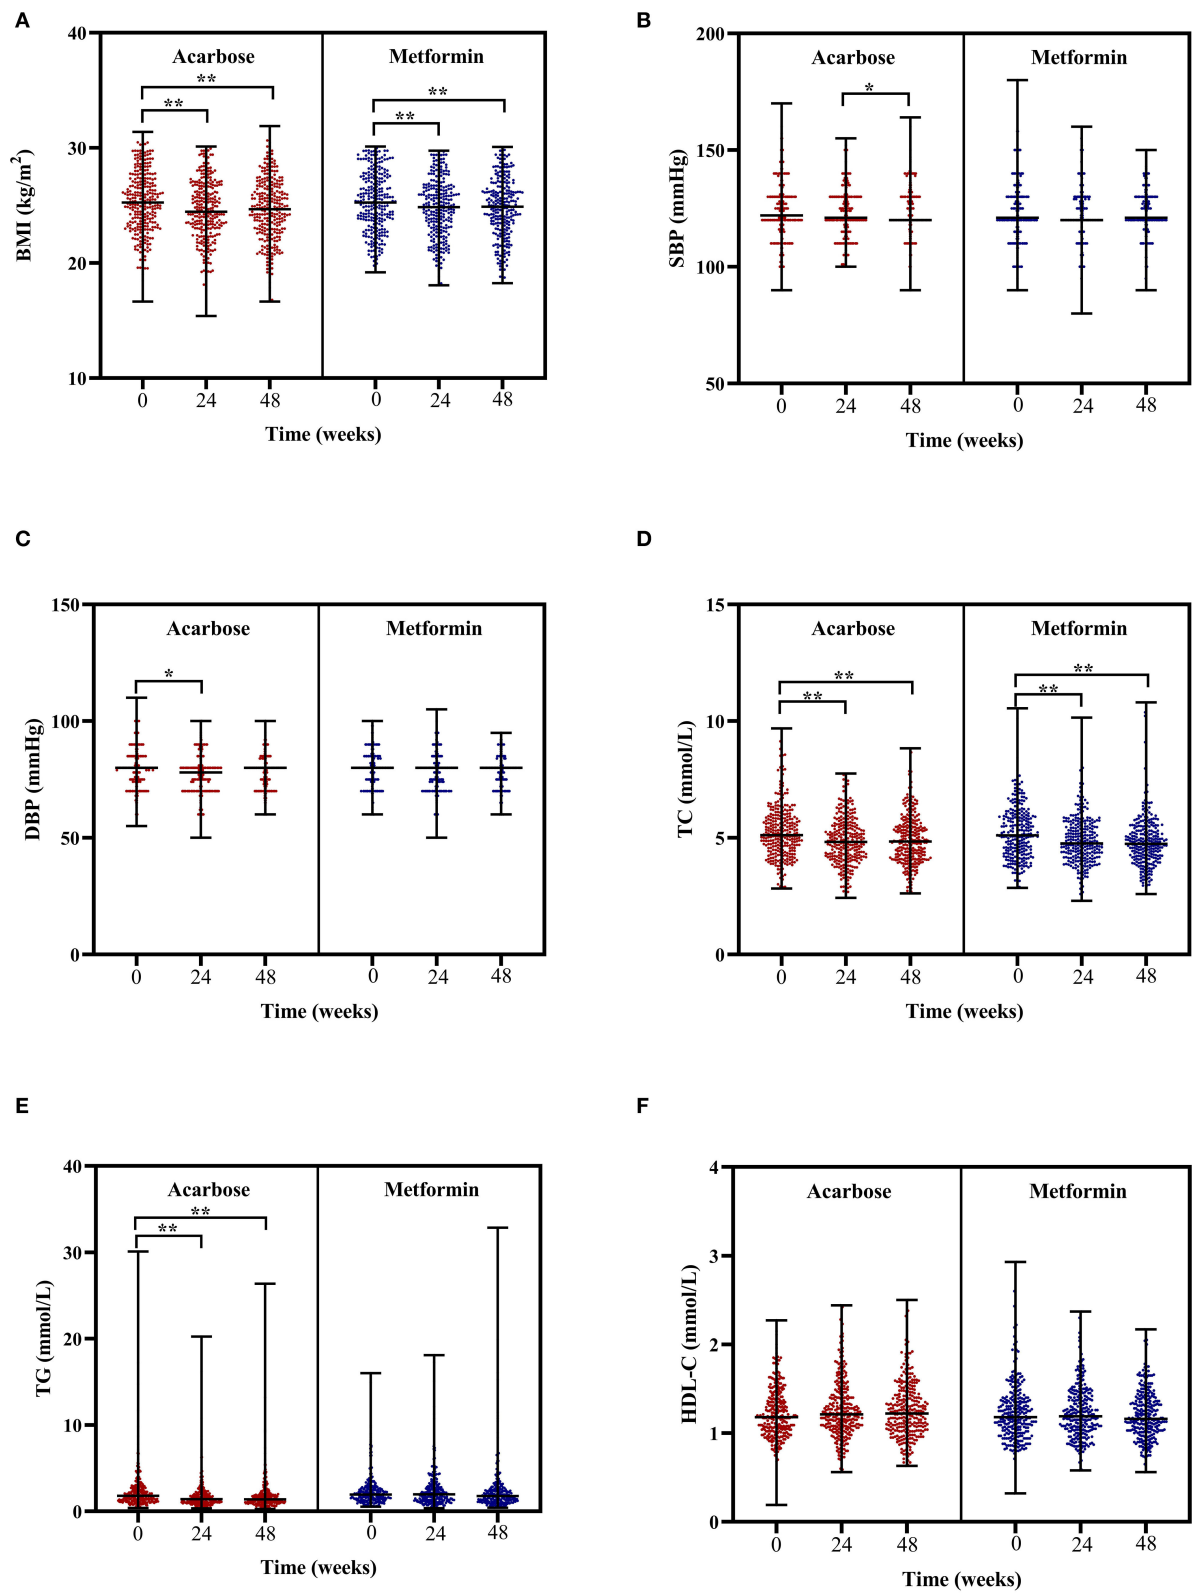 A
40
30
20
10
BMI (kg/m2)
Acarbose
Metformin
**
**
**
**
0 24 48 0 24 48
Time (weeks)
B
200
150
100
50
SBP (mmHg)
Acarbose
Metformin
*
0 24 48 0 24 48
Time (weeks)
C
150
100
50
0
DBP (mmHg)
Acarbose
Metformin
*
0 24 48 0 24 48
Time (weeks)
D
15
10
5
0
TC (mmol/L)
Acarbose
Metformin
**
**
**
**
0 24 48 0 24 48
Time (weeks)
E
40
30
20
10
0
TG (mmol/L)
Acarbose
Metformin
**
**
0 24 48 0 24 48
Time (weeks)
F
4
3
2
1
0
HDL-C (mmol/L)
Acarbose
Metformin
0 24 48 0 24 48
Time (weeks)